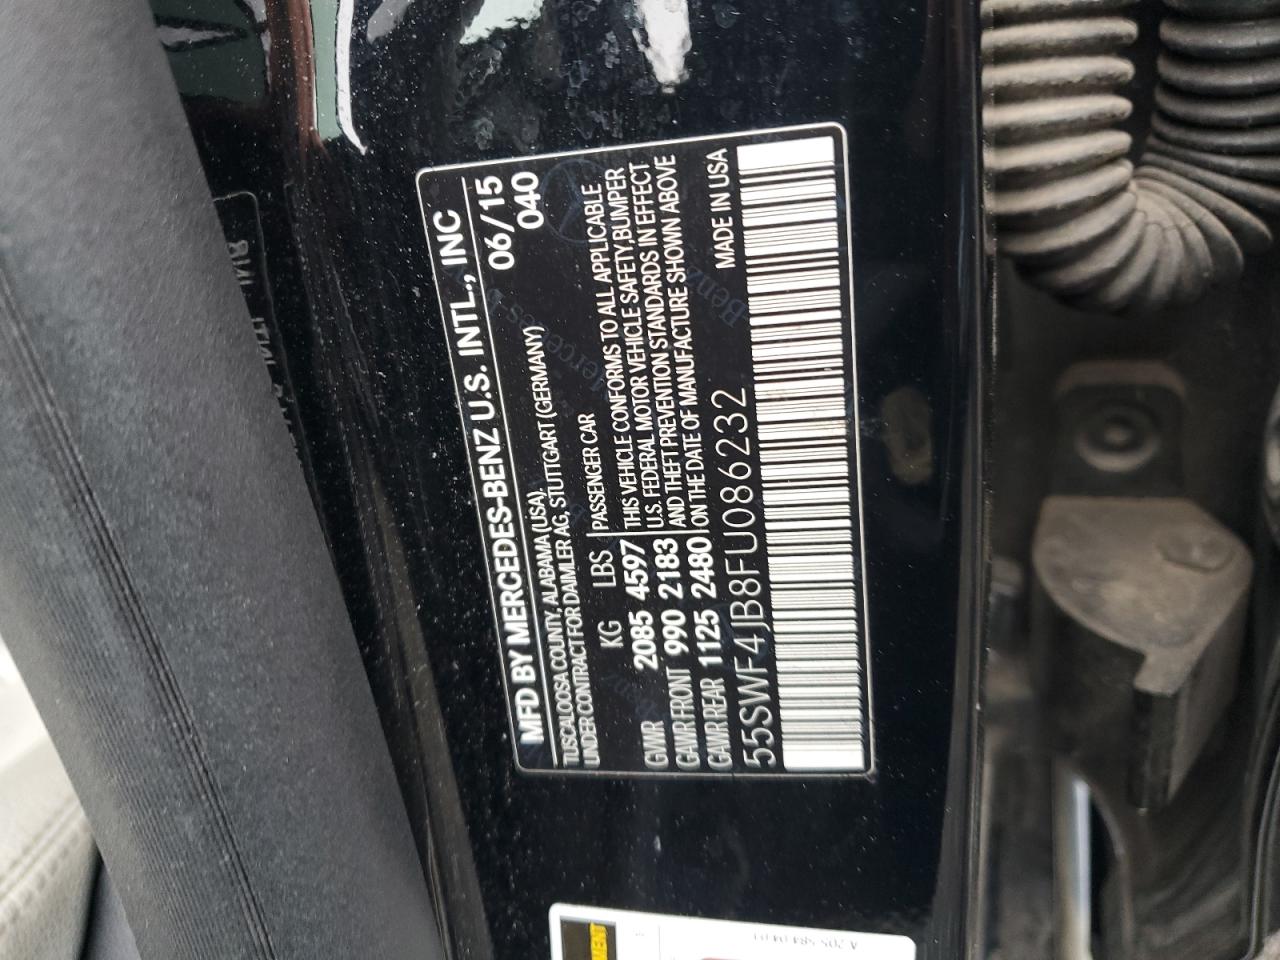 MFD BY MERCEDES-BENZ U.S. INTL., INC
TUSCALOOSA COUNTY, ALABAMA (USA), 06/15
UNDER CONTRACT FOR DAIMLER AG, STUTTGART (GERMANY) 040
KG LBS PASSENGER CAR
GVWR 2085 4597 THIS VEHICLE CONFORMS TO ALL APPLICABLE
GAWR FRONT 990 2183 U.S. FEDERAL MOTOR VEHICLE SAFETY,BUMPER
GAWR REAR 1125 2480 AND THEFT PREVENTION STANDARDS IN EFFECT
ON THE DATE OF MANUFACTURE SHOWN ABOVE
55SWF4JB8FU086232 MADE IN USA